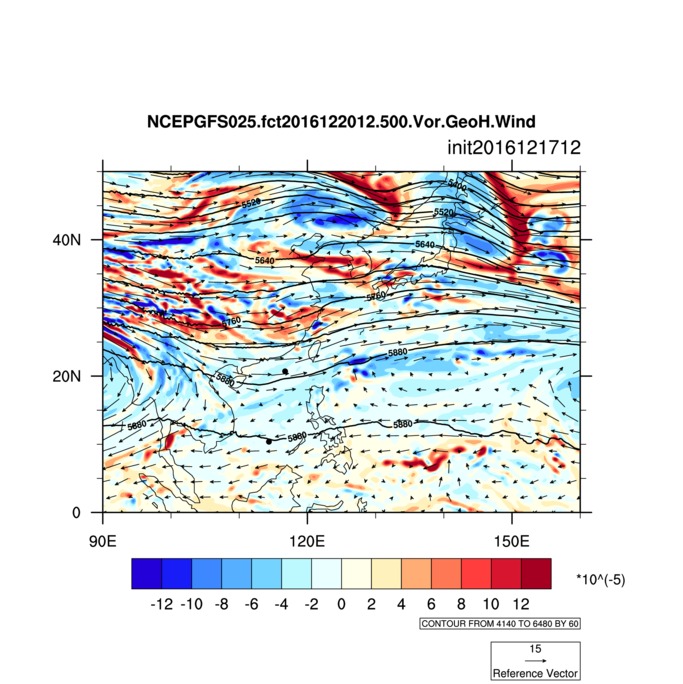 NCEPGFS025.fct2016122012.500.Vor.GeoH.Wind
init2016121712
5400
5520
5520
40N
5640
5640
5760
5760
5880
20N
5880
5880
5880
5880
0
90E 120E 150E
-12 -10 -8 -6 -4 -2 0 2 4 6 8 10 12
*10^(-5)
CONTOUR FROM 4140 TO 6480 BY 60
15
Reference Vector